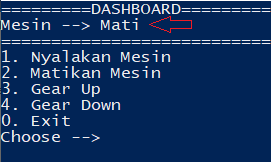 =========DASHBOARD=========
Mesin --> Mati
===========================
1. Nyalakan Mesin
2. Matikan Mesin
3. Gear Up
4. Gear Down
0. Exit
Choose -->